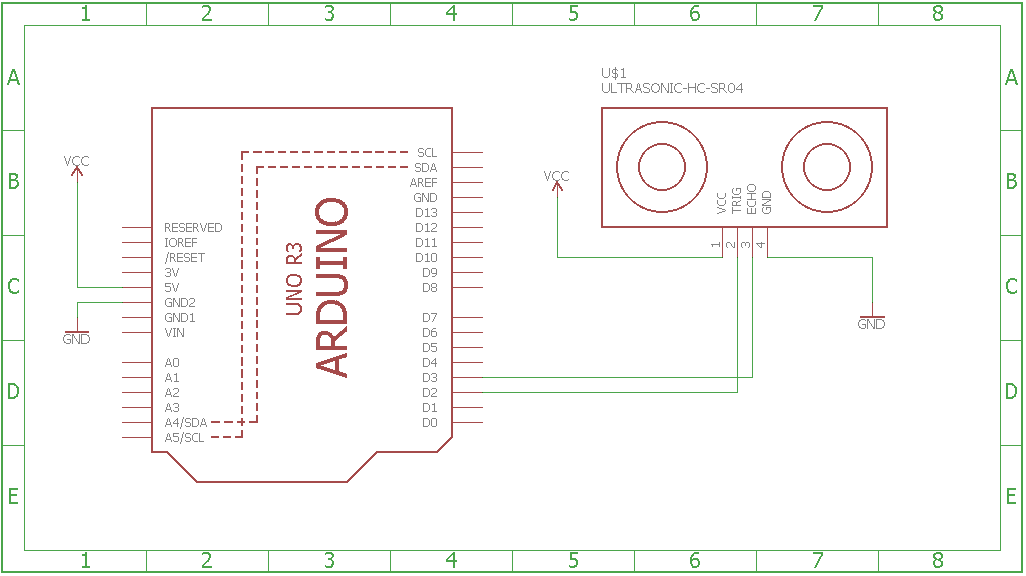 1 2 3 4 5 6 7 8
A A
B B
C C
D D
E E
U$1
ULTRASONIC-HC-SR04
VCC
TRIG
ECHO
GND
1
2
3
4
VCC
VCC
GND
GND
RESERVED
IOREF
/RESET
3V
5V
GND2
GND1
VIN
A0
A1
A2
A3
A4/SDA
A5/SCL
UNO R3
ARDUINO
SCL
SDA
AREF
GND
D13
D12
D11
D10
D9
D8
D7
D6
D5
D4
D3
D2
D1
D0
1 2 3 4 5 6 7 8